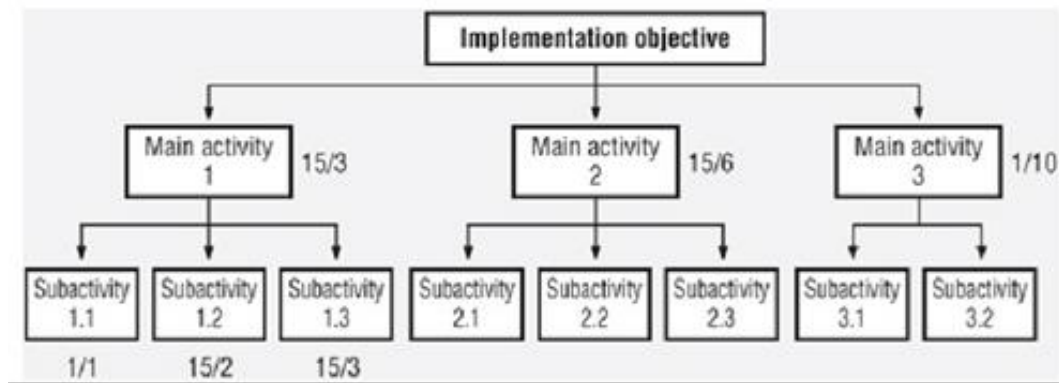 Implementation objective
Main activity
1
15/3
Main activity
2
15/6
Main activity
3
1/10
Subactivity
1.1
Subactivity
1.2
Subactivity
1.3
Subactivity
2.1
Subactivity
2.2
Subactivity
2.3
Subactivity
3.1
Subactivity
3.2
1/1
15/2
15/3